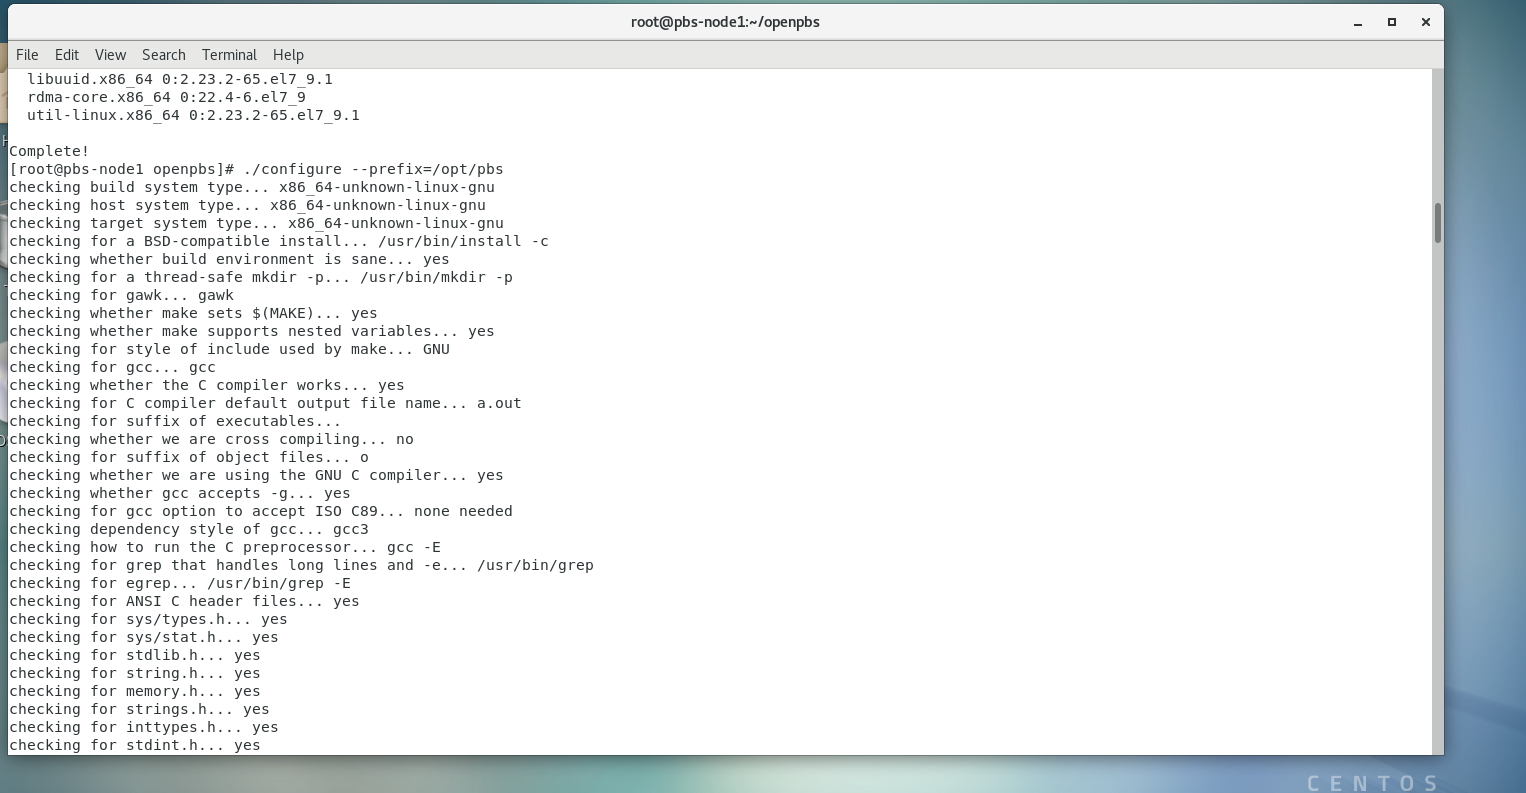 root@pbs-node1:~/openpbs
File Edit View Search Terminal Help
libuuid.x86_64 0:2.23.2-65.el7_9.1
rdma-core.x86_64 0:22.4-6.el7_9
util-linux.x86_64 0:2.23.2-65.el7_9.1
Complete!
[root@pbs-node1 openpbs]# ./configure --prefix=/opt/pbs
checking build system type... x86_64-unknown-linux-gnu
checking host system type... x86_64-unknown-linux-gnu
checking target system type... x86_64-unknown-linux-gnu
checking for a BSD-compatible install... /usr/bin/install -c
checking whether build environment is sane... yes
checking for a thread-safe mkdir -p... /usr/bin/mkdir -p
checking for gawk... gawk
checking whether make sets $(MAKE)... yes
checking whether make supports nested variables... yes
checking for style of include used by make... GNU
checking for gcc... gcc
checking whether the C compiler works... yes
checking for C compiler default output file name... a.out
checking for suffix of executables...
checking whether we are cross compiling... no
checking for suffix of object files... o
checking whether we are using the GNU C compiler... yes
checking whether gcc accepts -g... yes
checking for gcc option to accept ISO C89... none needed
checking dependency style of gcc... gcc3
checking how to run the C preprocessor... gcc -E
checking for grep that handles long lines and -e... /usr/bin/grep
checking for egrep... /usr/bin/grep -E
checking for ANSI C header files... yes
checking for sys/types.h... yes
checking for sys/stat.h... yes
checking for stdlib.h... yes
checking for string.h... yes
checking for memory.h... yes
checking for strings.h... yes
checking for inttypes.h... yes
checking for stdint.h... yes
CENTOS